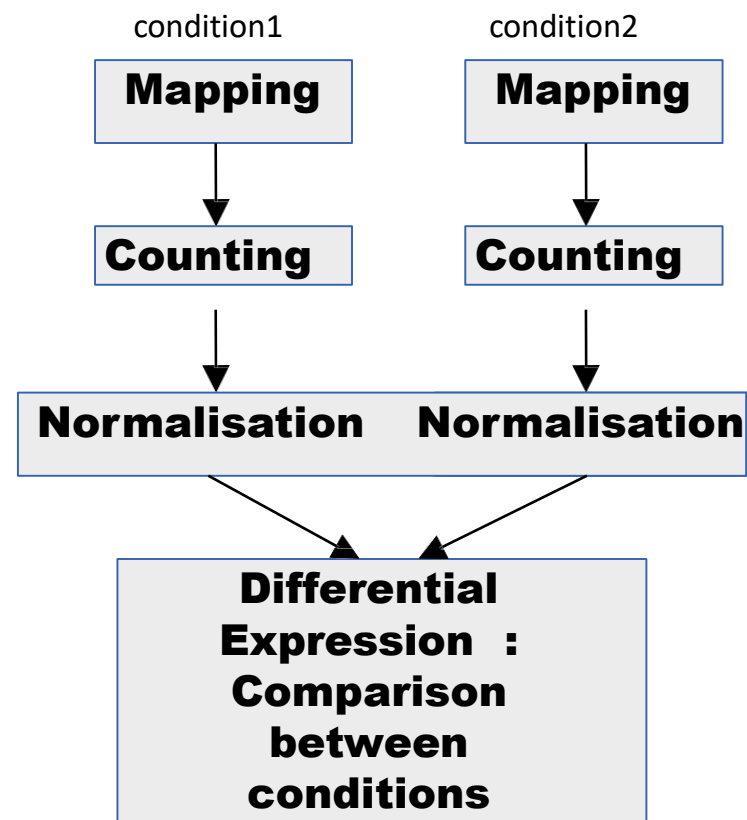 condition1 condition2
Mapping Mapping
Counting Counting
Normalisation Normalisation
Differential
Expression :
Comparison
between
conditions